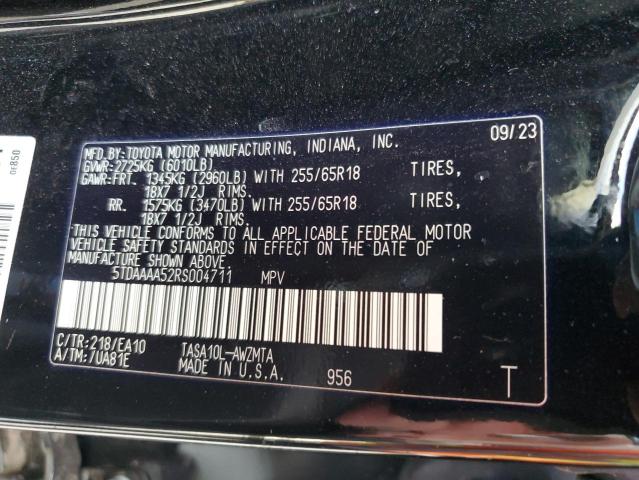 09/23
MFD.BY:TOYOTA MOTOR MANUFACTURING, INDIANA, INC.
GVWR:2725KG (6010LB)
GAWR:FRT. 1345KG (2960LB) WITH 255/65R18 TIRES,
18X7 1/2J RIMS.
RR. 1575KG (3470LB) WITH 255/65R18 TIRES,
18X7 1/2J RIMS.
THIS VEHICLE CONFORMS TO ALL APPLICABLE FEDERAL MOTOR
VEHICLE SAFETY STANDARDS IN EFFECT ON THE DATE OF
MANUFACTURE SHOWN ABOVE.
5TDAAAA52RS004711 MPV
C/TR:218/EA10 TASA10L-AWZMTA
A/TM:/UA81E MADE IN U.S.A. 956 T
0E850